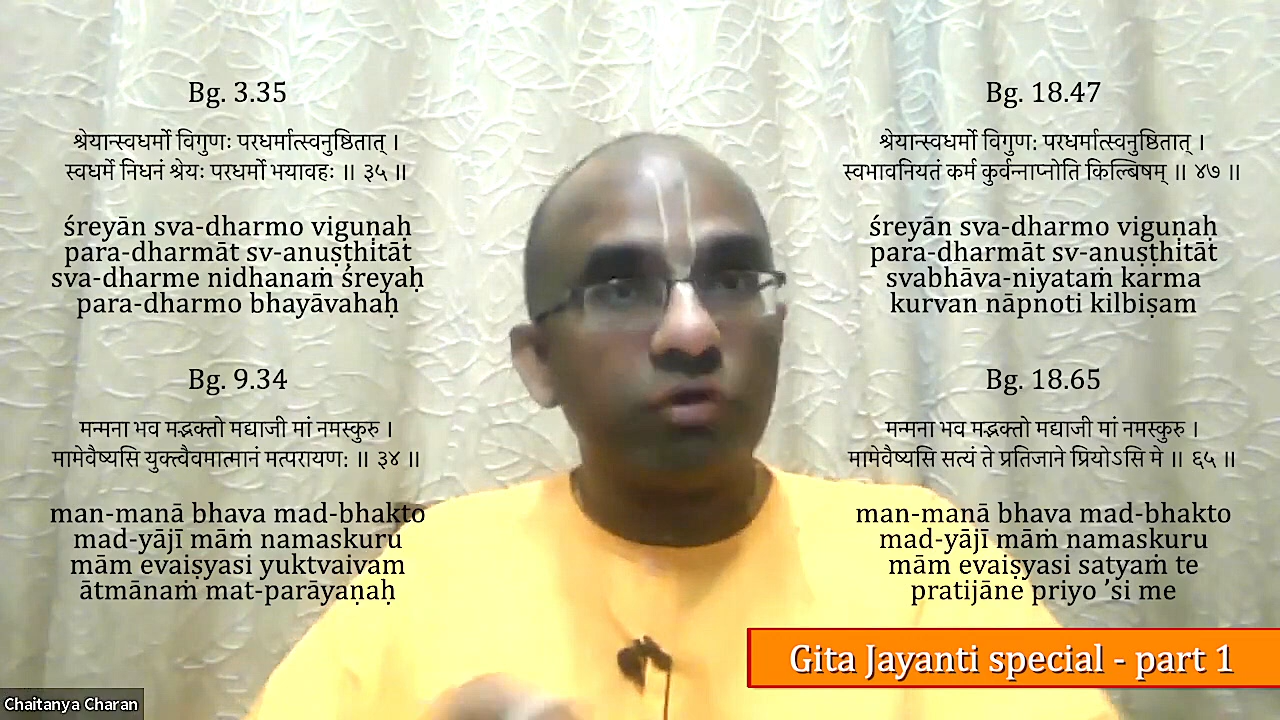 Bg. 3.35
श्रेयान्स्वधर्मो विगुणः परधर्मात्स्वनुष्ठितात् ।
स्वधर्मे निधनं श्रेयः परधर्मो भयावहः ॥ ३५ ॥
śreyān sva-dharmo viguṇaḥ
para-dharmāt sv-anuṣṭhitāt
sva-dharme nidhanaṁ śreyaḥ
para-dharmo bhayāvahaḥ
Bg. 9.34
मन्मना भव मद्भक्तो मद्याजी मां नमस्कुरु ।
मामेवैष्यसि युक्त्वैवमात्मानं मत्परायण: ॥ ३४ ॥
man-manā bhava mad-bhakto
mad-yājī māṁ namaskuru
mām evaiṣyasi yuktvaivam
ātmānaṁ mat-parāyaṇaḥ
Bg. 18.47
श्रेयान्स्वधर्मो विगुण: परधर्मात्स्वनुष्ठितात् ।
स्वभावनियतं कर्म कुर्वन्नाप्नोति किल्बिषम् ॥ ४७ ॥
śreyān sva-dharmo viguṇaḥ
para-dharmāt sv-anuṣṭhitāt
svabhāva-niyataṁ karma
kurvan nāpnoti kilbiṣam
Bg. 18.65
मन्मना भव मद्भक्तो मद्याजी मां नमस्कुरु ।
मामेवैष्यसि सत्यं ते प्रतिजाने प्रियोऽसि मे ॥ ६५ ॥
man-manā bhava mad-bhakto
mad-yājī māṁ namaskuru
mām evaiṣyasi satyaṁ te
pratijāne priyo ’si me
Gita Jayanti special - part 1
Chaitanya Charan